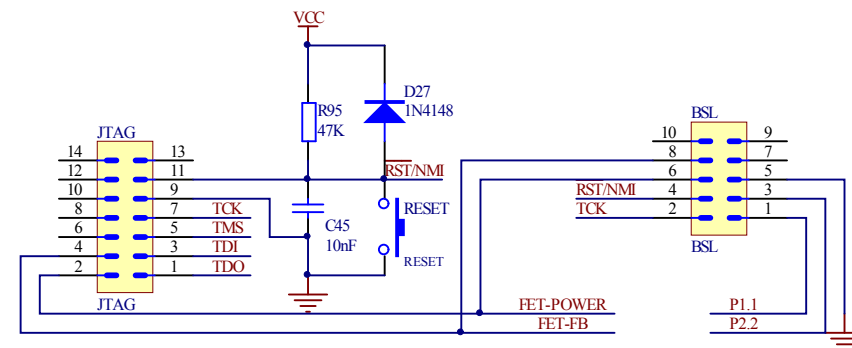 VCC
D27
1N4148
R95
47K
BSL
JTAG
10 9
14 13
8 7
12 11
RST/NMI
6 5
10 9
RST/NMI 4 3
8 7 TCK
RESET
TCK 2 1
6 5 TMS
C45
4 3 TDI
10nF
BSL
2 1 TDO
RESET
JTAG
FET-POWER
P1.1
FET-FB
P2.2